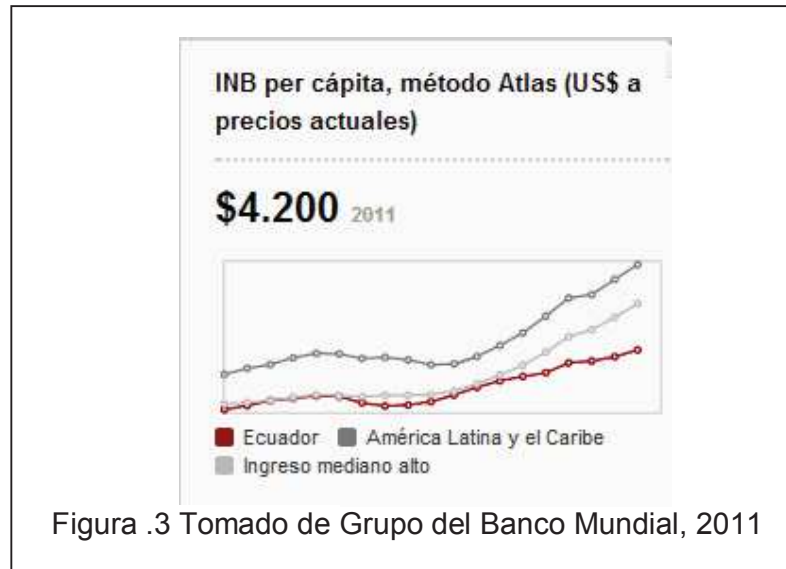 INB per cápita, método Atlas (US$ a
precios actuales)
$4.200 2011
Ecuador América Latina y el Caribe
Ingreso mediano alto
Figura .3 Tomado de Grupo del Banco Mundial, 2011